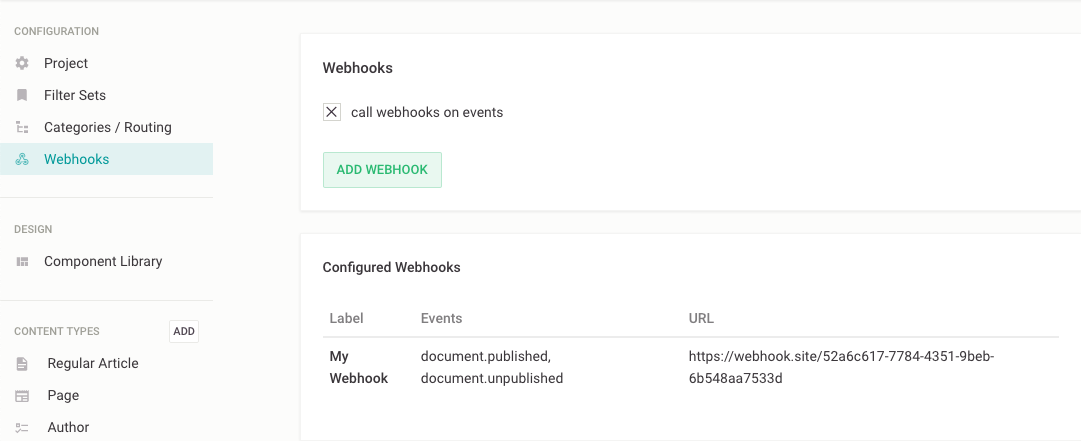 CONFIGURATION
Project
Filter Sets
Categories / Routing
Webhooks
DESIGN
Component Library
CONTENT TYPES
ADD
Regular Article
Page
Author
Webhooks
call webhooks on events
ADD WEBHOOK
Configured Webhooks
Label Events URL
My document.published, https://webhook.site/52a6c617-7784-4351-9beb-
Webhook document.unpublished 6b548aa7533d